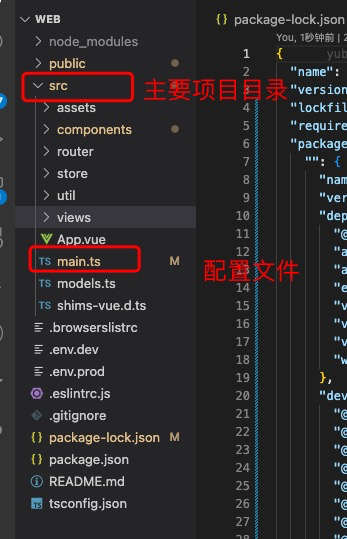 WEB
package-lock.json
node_modules
You, 1秒钟前 |
public
1 {
src
主要项目目录
2 "name":
3 "version
assets
4 "lockfil
components
5 "require
router
6 "package
store
7 "": {
util
8 "nam
views
9 "ver
App.vue
10 "dep
TS main.ts M
11 "@
配置文件
TS models.ts
12 "a
TS shims-vue.d.ts
13 "a
.browserslistrc
14 "e
.env.dev
15 "v
.env.prod
16 "v
.eslintrc.js
17 "v
.gitignore
18 "w
package-lock.json M
19 },
package.json
20 "dev
README.md
21 "@
tsconfig.json
22 "@
23 "@
24 "@
25 "@
26 "@
27 "@
28 "@